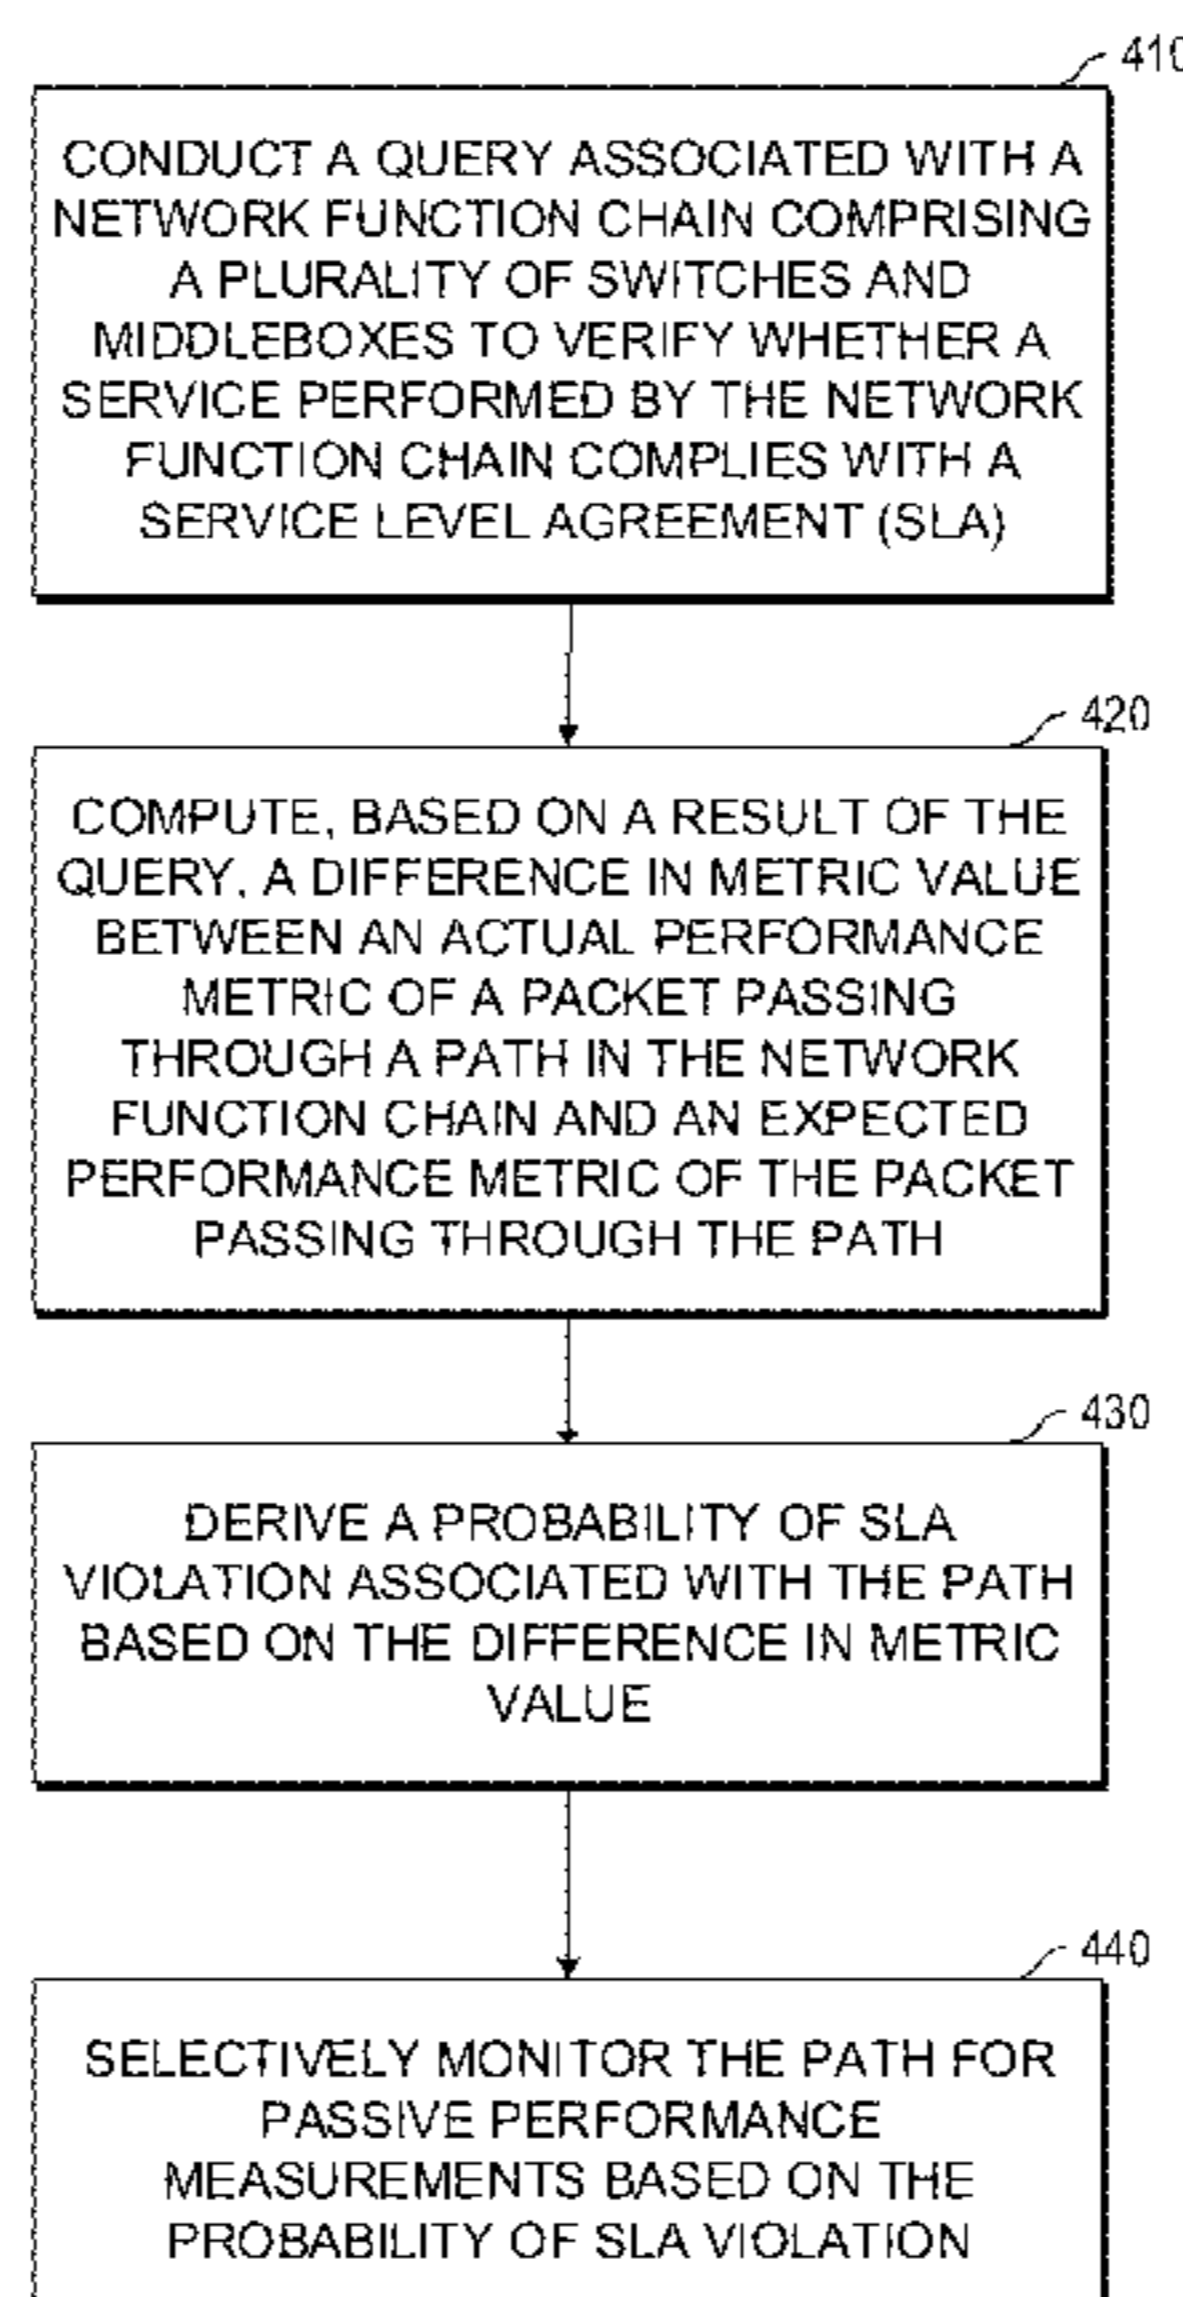 410
CONDUCT A QUERY ASSOCIATED WITH A
NETWORK FUNCTION CHAIN COMPRISING
A PLURALITY OF SWITCHES AND
MIDDLEBOXES TO VERIFY WHETHER A
SERVICE PERFORMED BY THE NETWORK
FUNCTION CHAIN COMPLIES WITH A
SERVICE LEVEL AGREEMENT (SLA)
420
COMPUTE, BASED ON A RESULT OF THE
QUERY, A DIFFERENCE IN METRIC VALUE
BETWEEN AN ACTUAL PERFORMANCE
METRIC OF A PACKET PASSING
THROUGH A PATH IN THE NETWORK
FUNCTION CHAIN AND AN EXPECTED
PERFORMANCE METRIC OF THE PACKET
PASSING THROUGH THE PATH
430
DERIVE A PROBABILITY OF SLA
VIOLATION ASSOCIATED WITH THE PATH
BASED ON THE DIFFERENCE IN METRIC
VALUE
440
SELECTIVELY MONITOR THE PATH FOR
PASSIVE PERFORMANCE
MEASUREMENTS BASED ON THE
PROBABILITY OF SLA VIOLATION